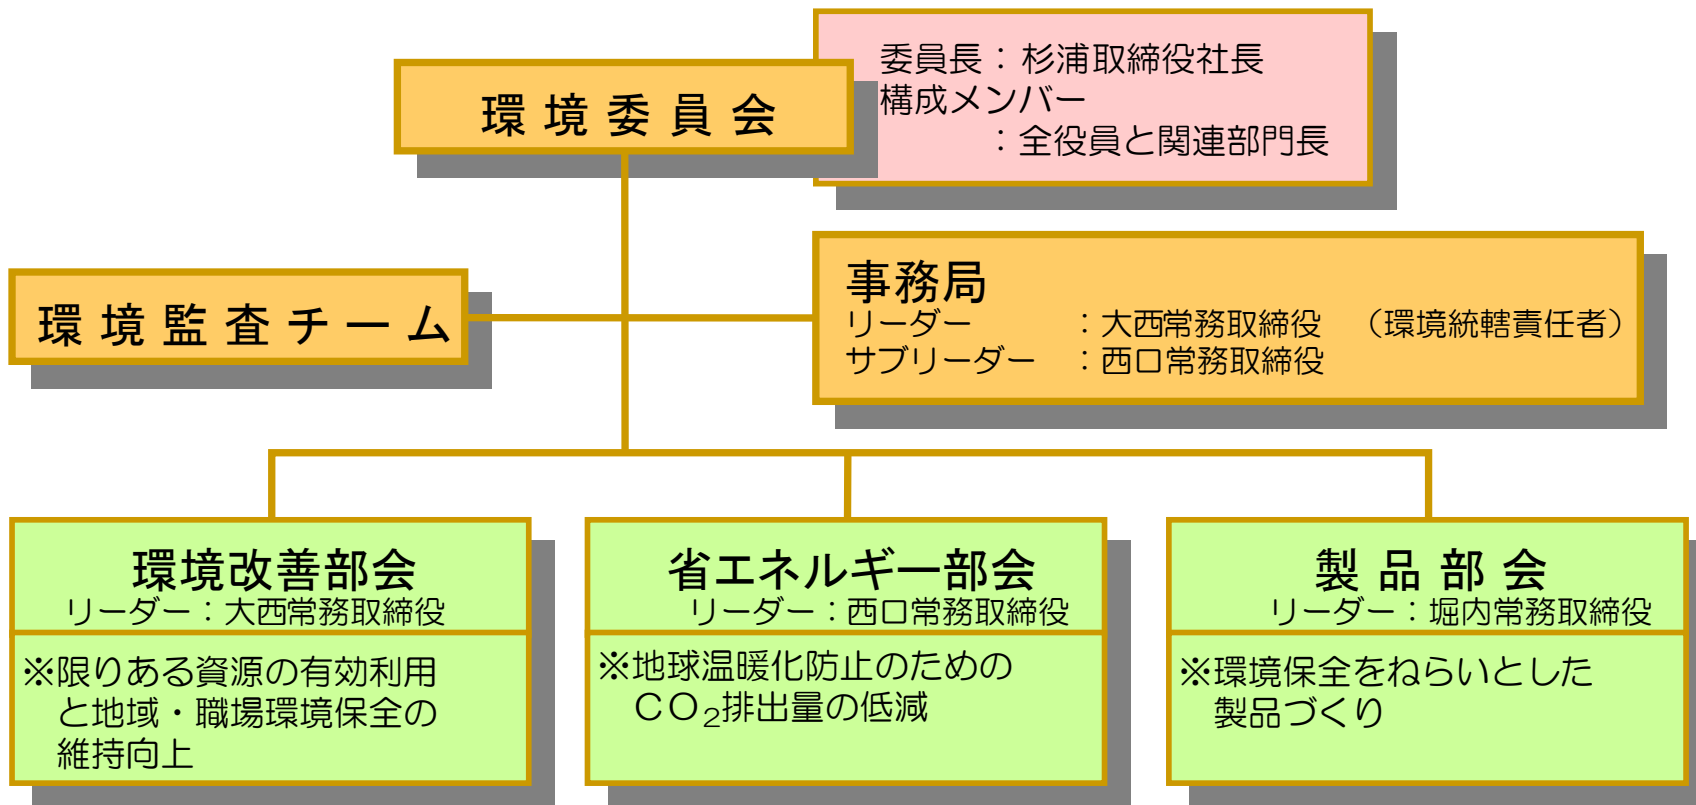 環境委員会
委員長：杉浦取締役社長
構成メンバー
：全役員と関連部門長
環境監査チーム
事務局
リーダー　：大西常務取締役　（環境統轄責任者）
サブリーダー　：西口常務取締役
環境改善部会
リーダー：大西常務取締役
※限りある資源の有効利用
と地域・職場環境保全の
維持向上
省エネルギー部会
リーダー：西口常務取締役
※地球温暖化防止のための
ＣＯ₂排出量の低減
製品部会
リーダー：堀内常務取締役
※環境保全をねらいとした
製品づくり